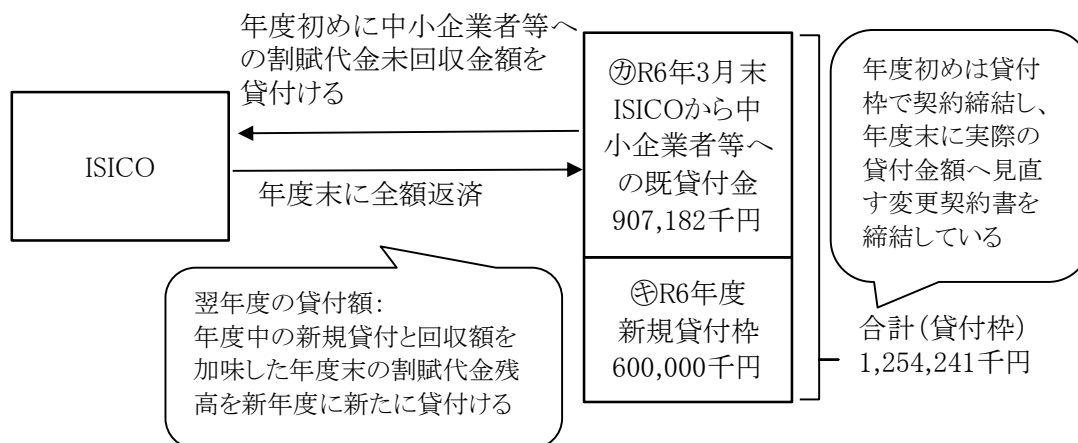 年度初めに中小企業者等へ
の割賦代金未回収金額を
貸付ける
ISICO
年度末に全額返済
㋕R6年3月末
ISICOから中
小企業者等へ
の既貸付金
907,182千円
㋖R6年度
新規貸付枠
600,000千円
年度初めは貸付
枠で契約締結し、
年度末に実際の
貸付金額へ見直
す変更契約書を
締結している
合計(貸付枠)
1,254,241千円
翌年度の貸付額:
年度中の新規貸付と回収額を
加味した年度末の割賦代金残
高を新年度に新たに貸付ける